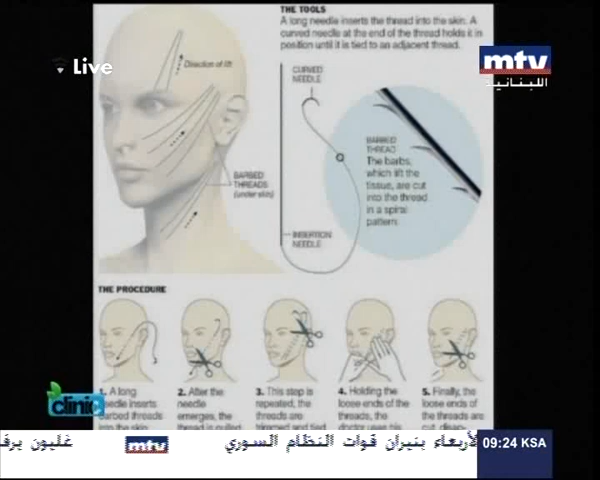 THE TOOLS
A long needle inserts the thread into the skin. A
curved needle at the end of the thread holds it in
position until it is tied to an adjacent thread.
Live
Direction of lift
mtv
اللبنانية
CURVED
NEEDLE
BARBED
THREAD
The barbs,
which lift the
tissue, are cut
into the thread
in a spiral
pattern.
BARBED
THREADS
(under skin)
INSERTION
NEEDLE
THE PROCEDURE
1. A long
needle inserts
barbed threads
into the skin
2. After the
needle
emerges, the
thread is pulled
3. This step is
repeated, the
threads are
trimmed and tied
4. Holding the
loose ends of the
threads, the
doctor uses his
5. Finally, the
loose ends of
the threads are
cut, disap-
clinic
الأربعاء بنيران قوات النظام السوري
mtv
غليون
09:24 KSA